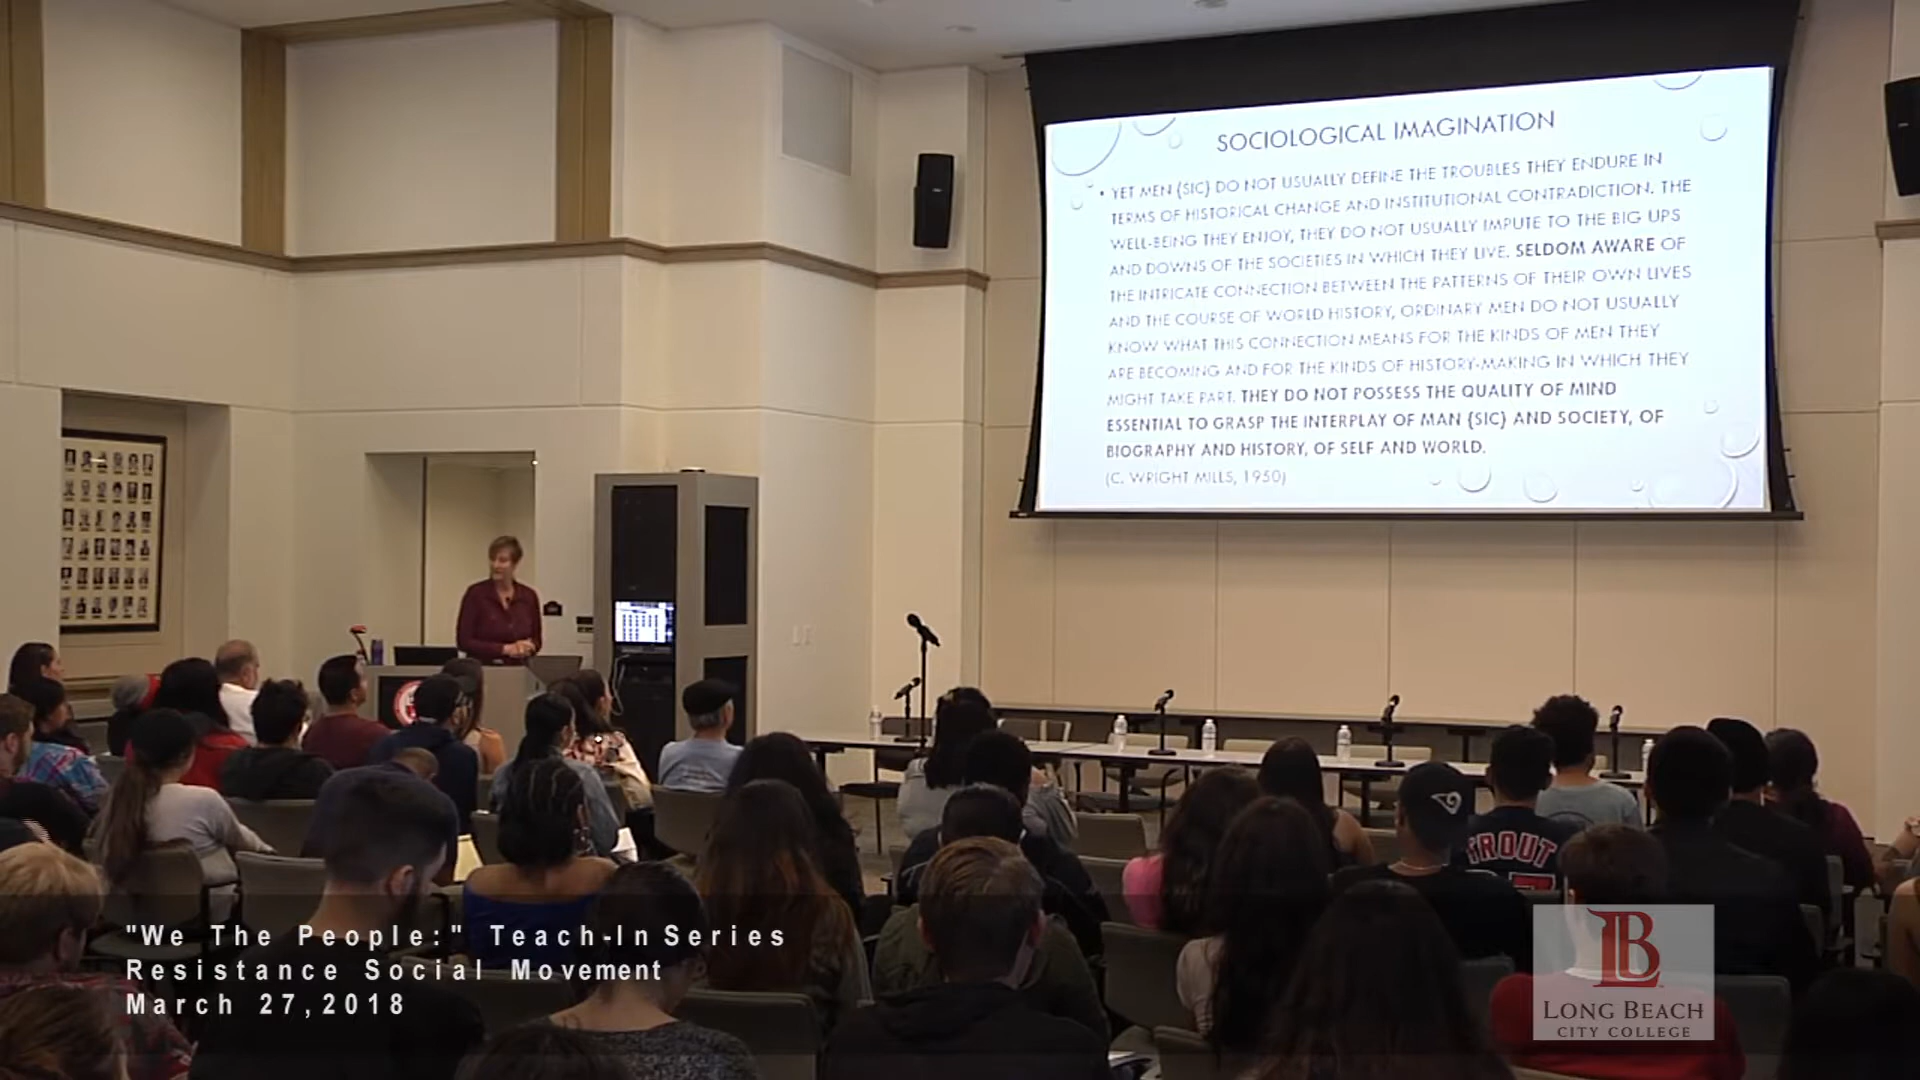 SOCIOLOGICAL IMAGINATION
• YET MEN {SIC} DO NOT USUALLY DEFINE THE TROUBLES THEY ENDURE IN
TERMS OF HISTORICAL CHANGE AND INSTITUTIONAL CONTRADICTION. THE
WELL-BEING THEY ENJOY, THEY DO NOT USUALLY IMPUTE TO THE BIG UPS
AND DOWNS OF THE SOCIETIES IN WHICH THEY LIVE. SELDOM AWARE OF
THE INTRICATE CONNECTION BETWEEN THE PATTERNS OF THEIR OWN LIVES
AND THE COURSE OF WORLD HISTORY, ORDINARY MEN DO NOT USUALLY
KNOW WHAT THIS CONNECTION MEANS FOR THE KINDS OF MEN THEY
ARE BECOMING AND FOR THE KINDS OF HISTORY-MAKING IN WHICH THEY
MIGHT TAKE PART. THEY DO NOT POSSESS THE QUALITY OF MIND
ESSENTIAL TO GRASP THE INTERPLAY OF MAN {SIC} AND SOCIETY, OF
BIOGRAPHY AND HISTORY, OF SELF AND WORLD.
(C. WRIGHT MILLS, 1950)
TROUT
"We The People:" Teach-In Series
Resistance Social Movement
March 27,2018
LB
LONG BEACH
CITY COLLEGE